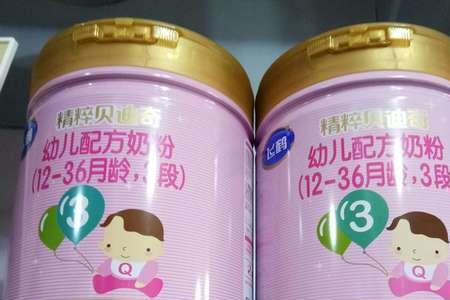 精粹贝迪奇
幼儿配方奶粉
(12-36月龄,3段)
3
Q
飞鹤
精粹贝迪奇
幼儿配方奶粉
(12-36月龄,3段)
3
Q